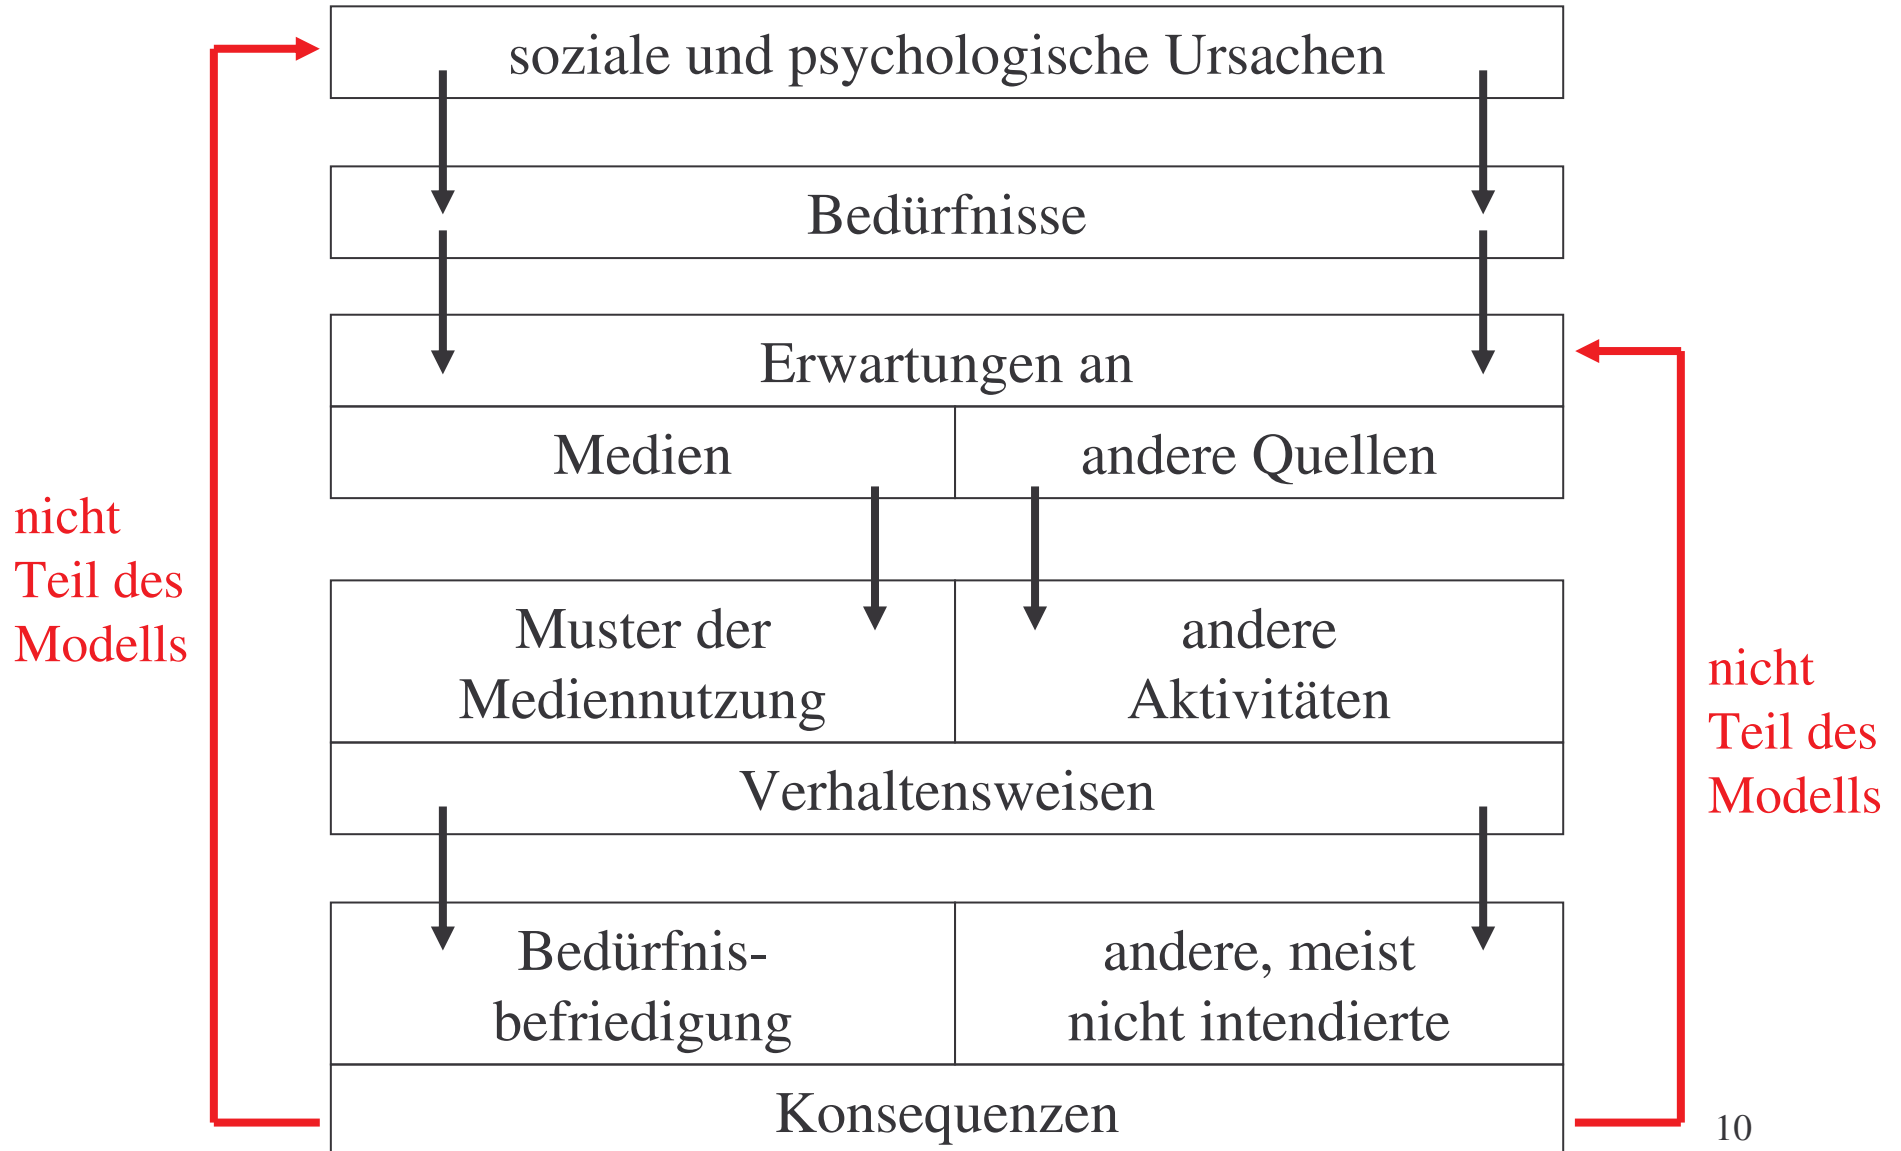 soziale und psychologische Ursachen
Bedürfnisse
Erwartungen an
Medien
andere Quellen
nicht
Teil des
Modells
Muster der
Mediennutzung
andere
Aktivitäten
Verhaltensweisen
nicht
Teil des
Modells
Bedürfnis-
befriedigung
andere, meist
nicht intendierte
Konsequenzen
10